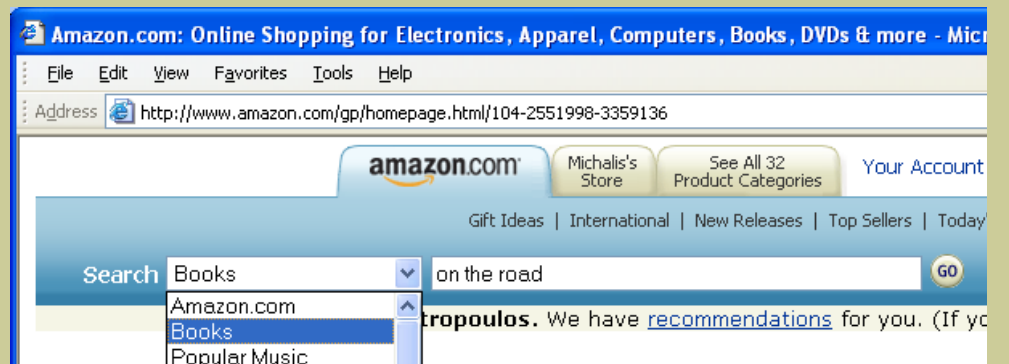 Amazon.com: Online Shopping for Electronics, Apparel, Computers, Books, DVDs & more - Micr
File Edit View Favorites Tools Help
Address http://www.amazon.com/gp/homepage.html/104-2551998-3359136
amazon.com Michalis's Store See All 32 Product Categories Your Account
Gift Ideas | International | New Releases | Top Sellers | Today'
Search Books on the road GO
Amazon.com
tropoulos. We have recommendations for you. (If yo
Books
Popular Music